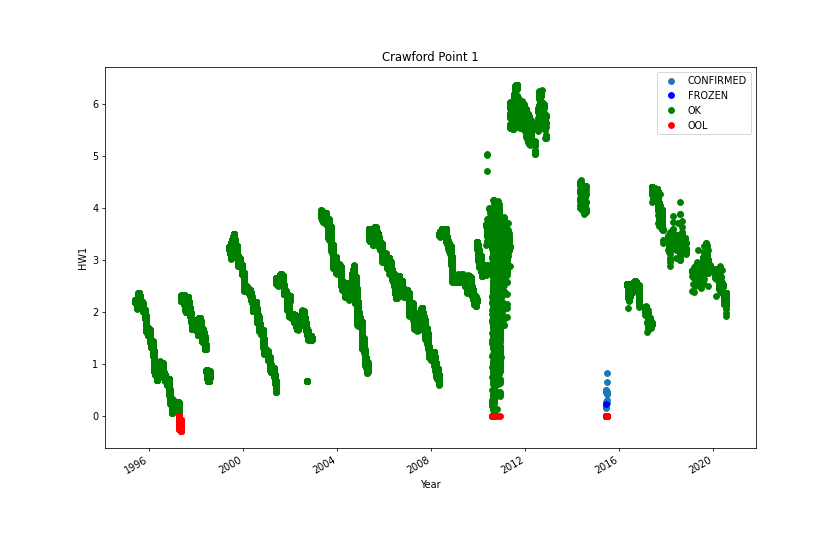 Crawford Point 1
CONFIRMED
FROZEN
OK
OOL
HW1
6
5
4
3
2
1
0
1996
2000
2004
2008
2012
2016
2020
Year